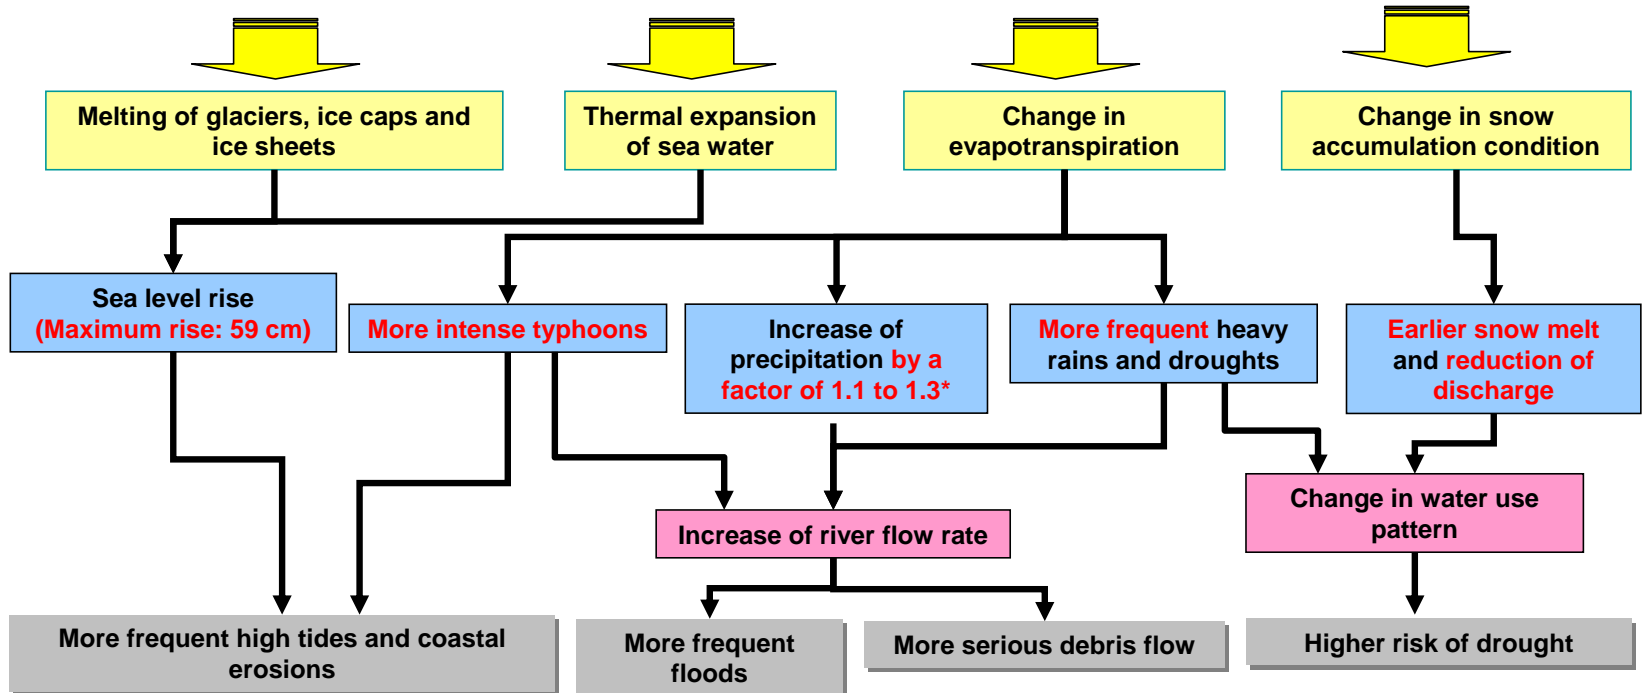 Melting of glaciers, ice caps and
ice sheets
Thermal expansion
of sea water
Change in
evapotranspiration
Change in snow
accumulation condition
Sea level rise
(Maximum rise: 59 cm)
More intense typhoons
Increase of
precipitation by a
factor of 1.1 to 1.3*
More frequent heavy
rains and droughts
Earlier snow melt
and reduction of
discharge
Increase of river flow rate
Change in water use
pattern
More frequent high tides and coastal
erosions
More frequent
floods
More serious debris flow
Higher risk of drought